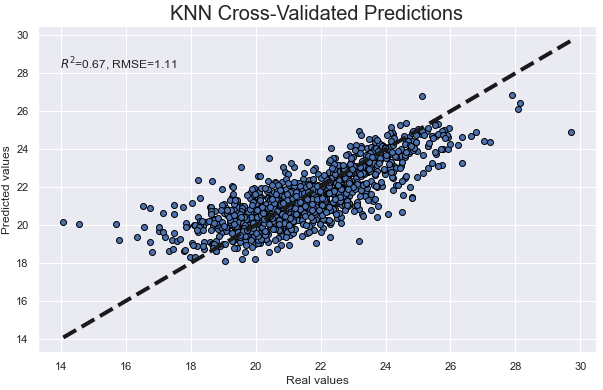 KNN Cross-Validated Predictions
R²=0.67, RMSE=1.11
Predicted values
30
28
26
24
22
20
18
16
14
14 16 18 20 22 24 26 28 30
Real values